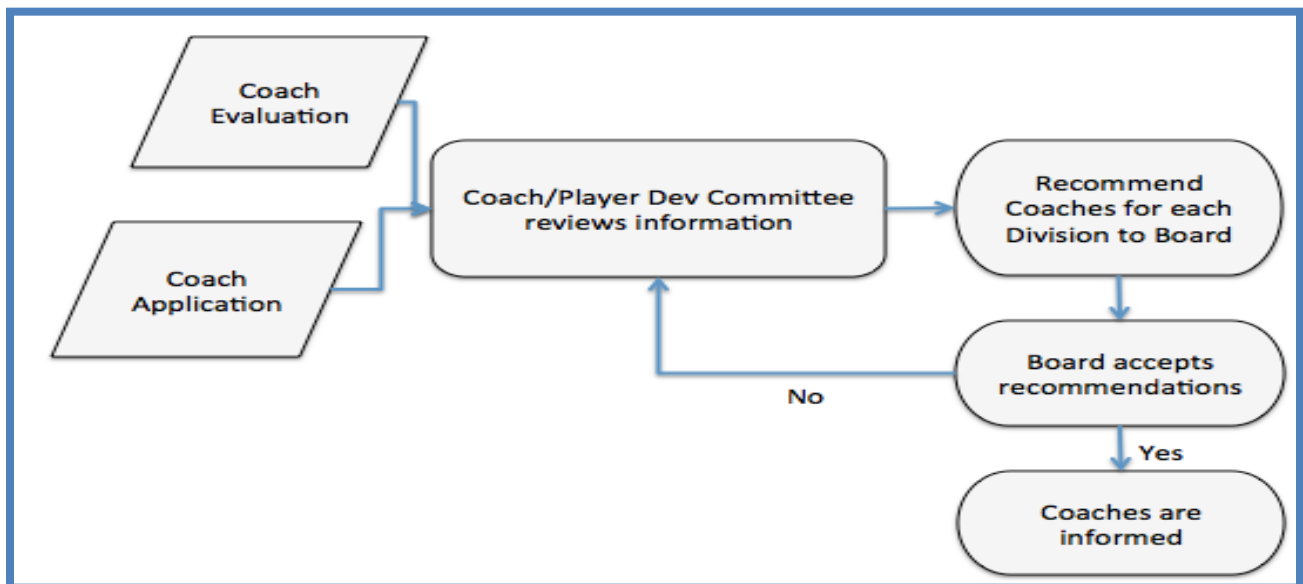 Coach
Evaluation
Coach
Application
Coach/Player Dev Committee
reviews information
Recommend
Coaches for each
Division to Board
Board accepts
recommendations
No
Yes
Coaches are
informed